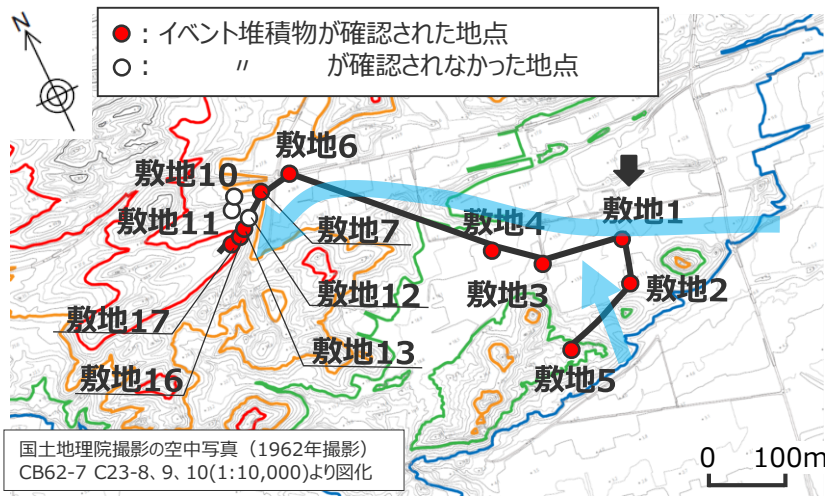 N
●：イベント堆積物が確認された地点
○：　　　〃　　　が確認されなかった地点
敷地6
敷地10
敷地11
敷地7
敷地4
敷地1
敷地3
敷地2
敷地12
敷地17
敷地13
敷地16
敷地5
国土地理院撮影の空中写真（1962年撮影）
CB62-7 C23-8、9、10(1:10,000)より図化
0 100m